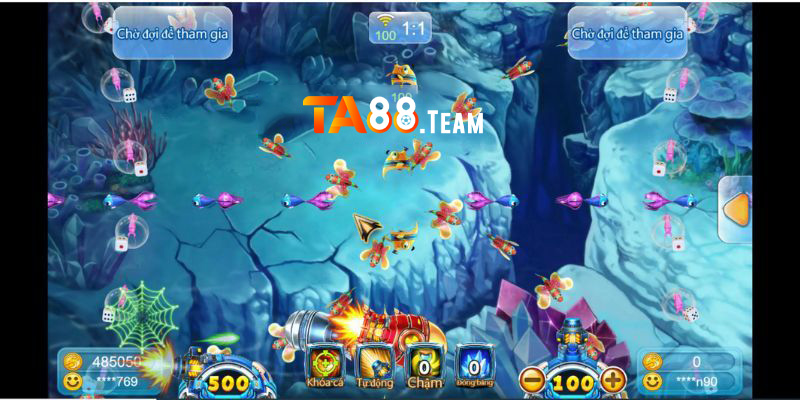 Chờ đợi để tham gia
100
1:1
Chờ đợi để tham gia
TA88.TEAM
485050
****769
500
Khóa cá
Tự động
0
Chậm
0
Đóng băng
100
0
****n90